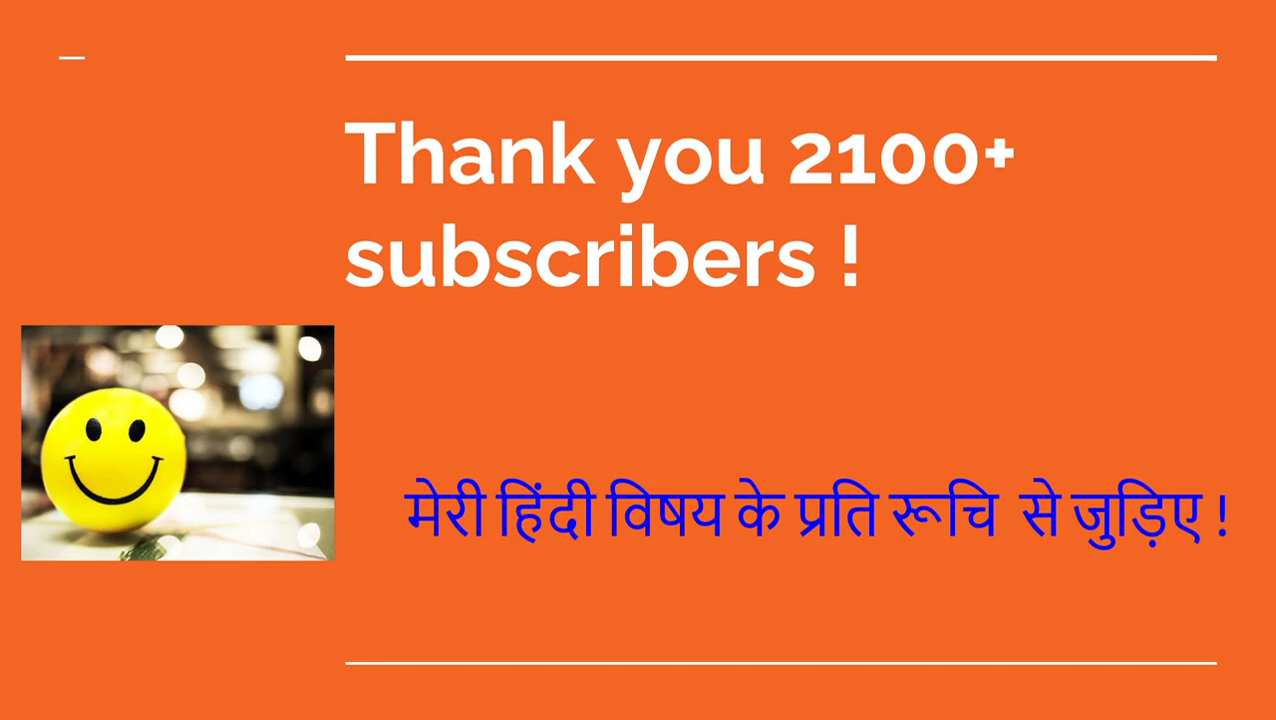 Thank you 2100+
subscribers !
मेरी हिंदी विषय के प्रति रूचि से जुड़िए !